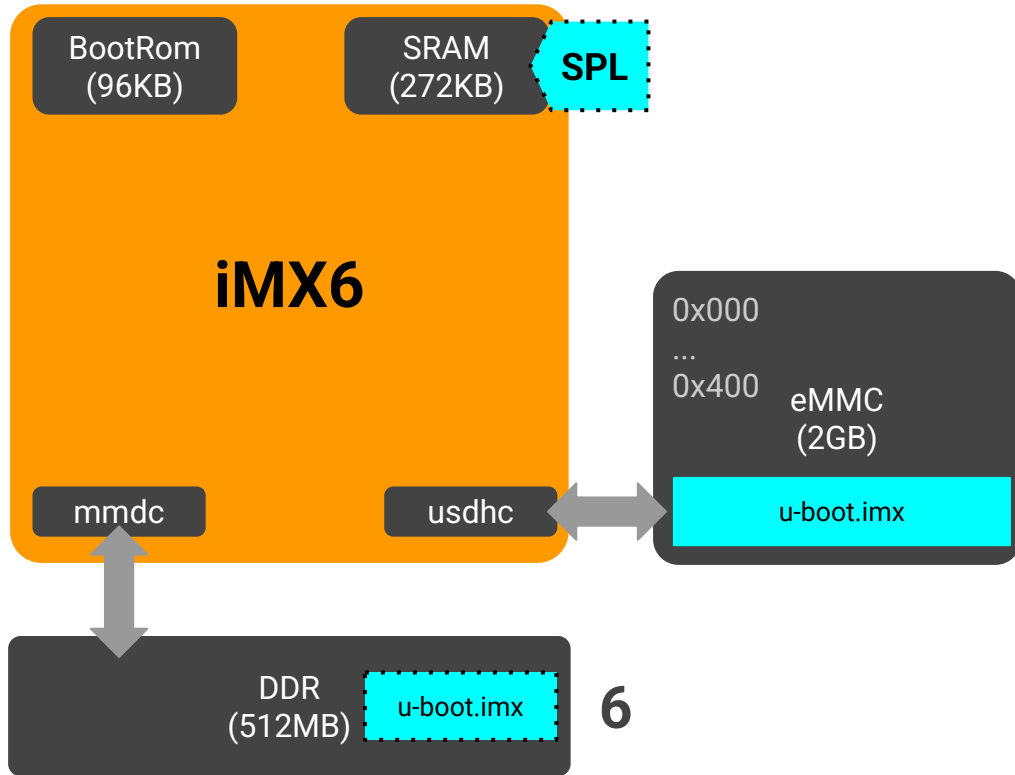 BootRom
(96KB)
SRAM
(272KB)
SPL
iMX6
0x000
...
0x400
eMMC
(2GB)
mmdc
usdhc
u-boot.imx
DDR
(512MB)
u-boot.imx
6